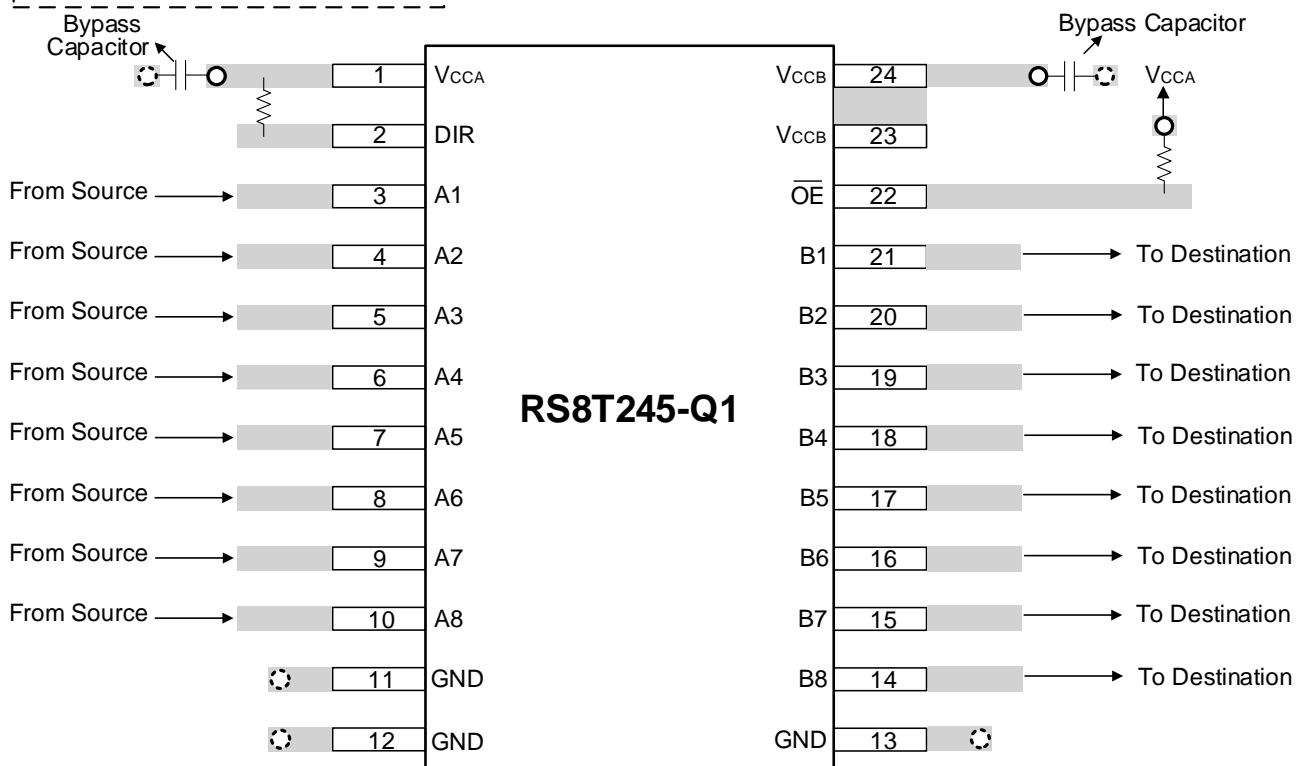 Bypass
Capacitor
Bypass Capacitor
1 VCCA VCCB 24 VCCA
2 DIR VCCB 23
From Source 3 A1 OE 22
From Source 4 A2 B1 21 To Destination
From Source 5 A3 B2 20 To Destination
From Source 6 A4 B3 19 To Destination
RS8T245-Q1
From Source 7 A5 B4 18 To Destination
From Source 8 A6 B5 17 To Destination
From Source 9 A7 B6 16 To Destination
From Source 10 A8 B7 15 To Destination
11 GND B8 14 To Destination
12 GND GND 13